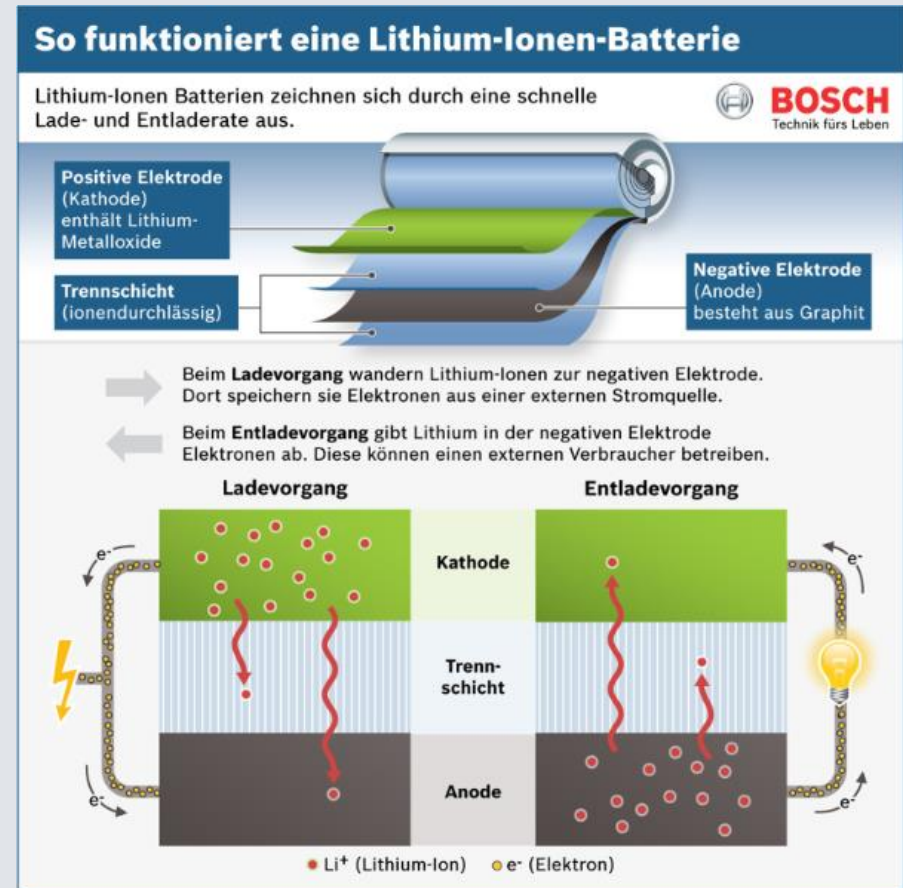 So funktioniert eine Lithium-Ionen-Batterie
Lithium-Ionen Batterien zeichnen sich durch eine schnelle
Lade- und Entladerate aus.
BOSCH
Technik fürs Leben
Positive Elektrode
(Kathode)
enthält Lithium-
Metalloxide
Trennschicht
(ionendurchlässig)
Negative Elektrode
(Anode)
besteht aus Graphit
Beim Ladevorgang wandern Lithium-Ionen zur negativen Elektrode.
Dort speichern sie Elektronen aus einer externen Stromquelle.
Beim Entladevorgang gibt Lithium in der negativen Elektrode
Elektronen ab. Diese können einen externen Verbraucher betreiben.
Ladevorgang
Entladevorgang
e-
Kathode
e-
Trenn-
schicht
e-
Anode
e-
Li+ (Lithium-Ion)
e- (Elektron)